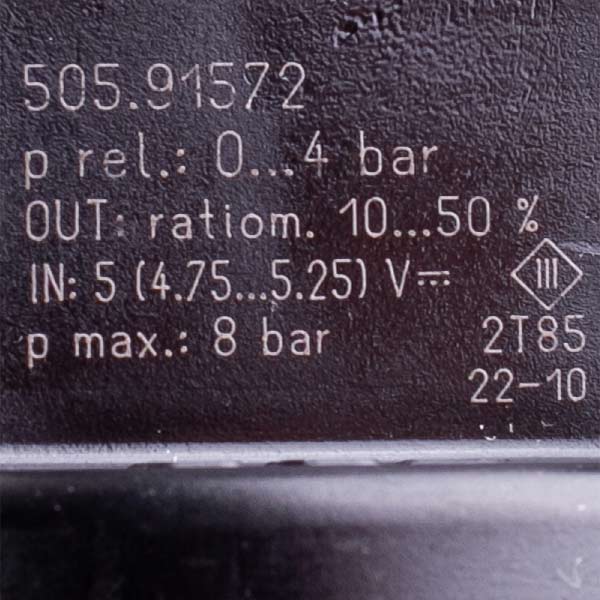 505.91572
p rel.: 0...4 bar
OUT: ratiom. 10...50 %
IN: 5 (4.75...5.25) V⎓
III
p max.: 8 bar
2T85
22-10